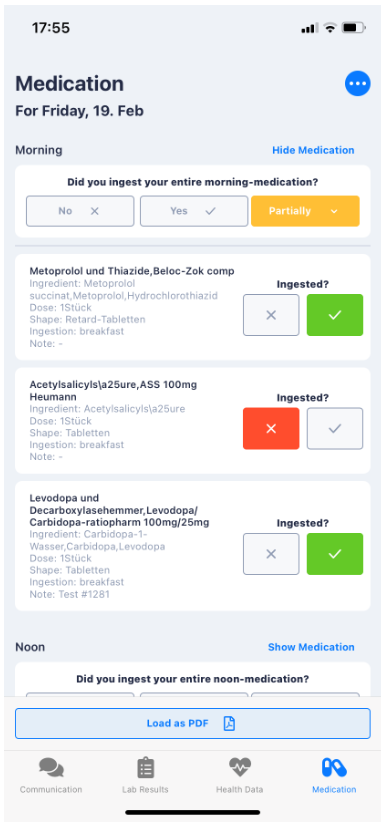 17:55
Medication
For Friday, 19. Feb
Morning
Hide Medication
Did you ingest your entire morning-medication?
No
Yes
Partially
Metoprolol und Thiazide,Beloc-Zok comp
Ingredient: Metoprolol
succinat,Metoprolol,Hydrochlorothiazid
Dose: 1Stück
Shape: Retard-Tabletten
Ingestion: breakfast
Note: -
Ingested?
Acetylsalicyls\a25ure,ASS 100mg
Heumann
Ingredient: Acetylsalicyls\a25ure
Dose: 1Stück
Shape: Tabletten
Ingestion: breakfast
Note: -
Ingested?
Levodopa und
Decarboxylasehemmer,Levodopa/
Carbidopa-ratiopharm 100mg/25mg
Ingredient: Carbidopa-1-
Wasser,Carbidopa,Levodopa
Dose: 1Stück
Shape: Tabletten
Ingestion: breakfast
Note: Test #1281
Ingested?
Noon
Show Medication
Did you ingest your entire noon-medication?
Load as PDF
Communication
Lab Results
Health Data
Medication